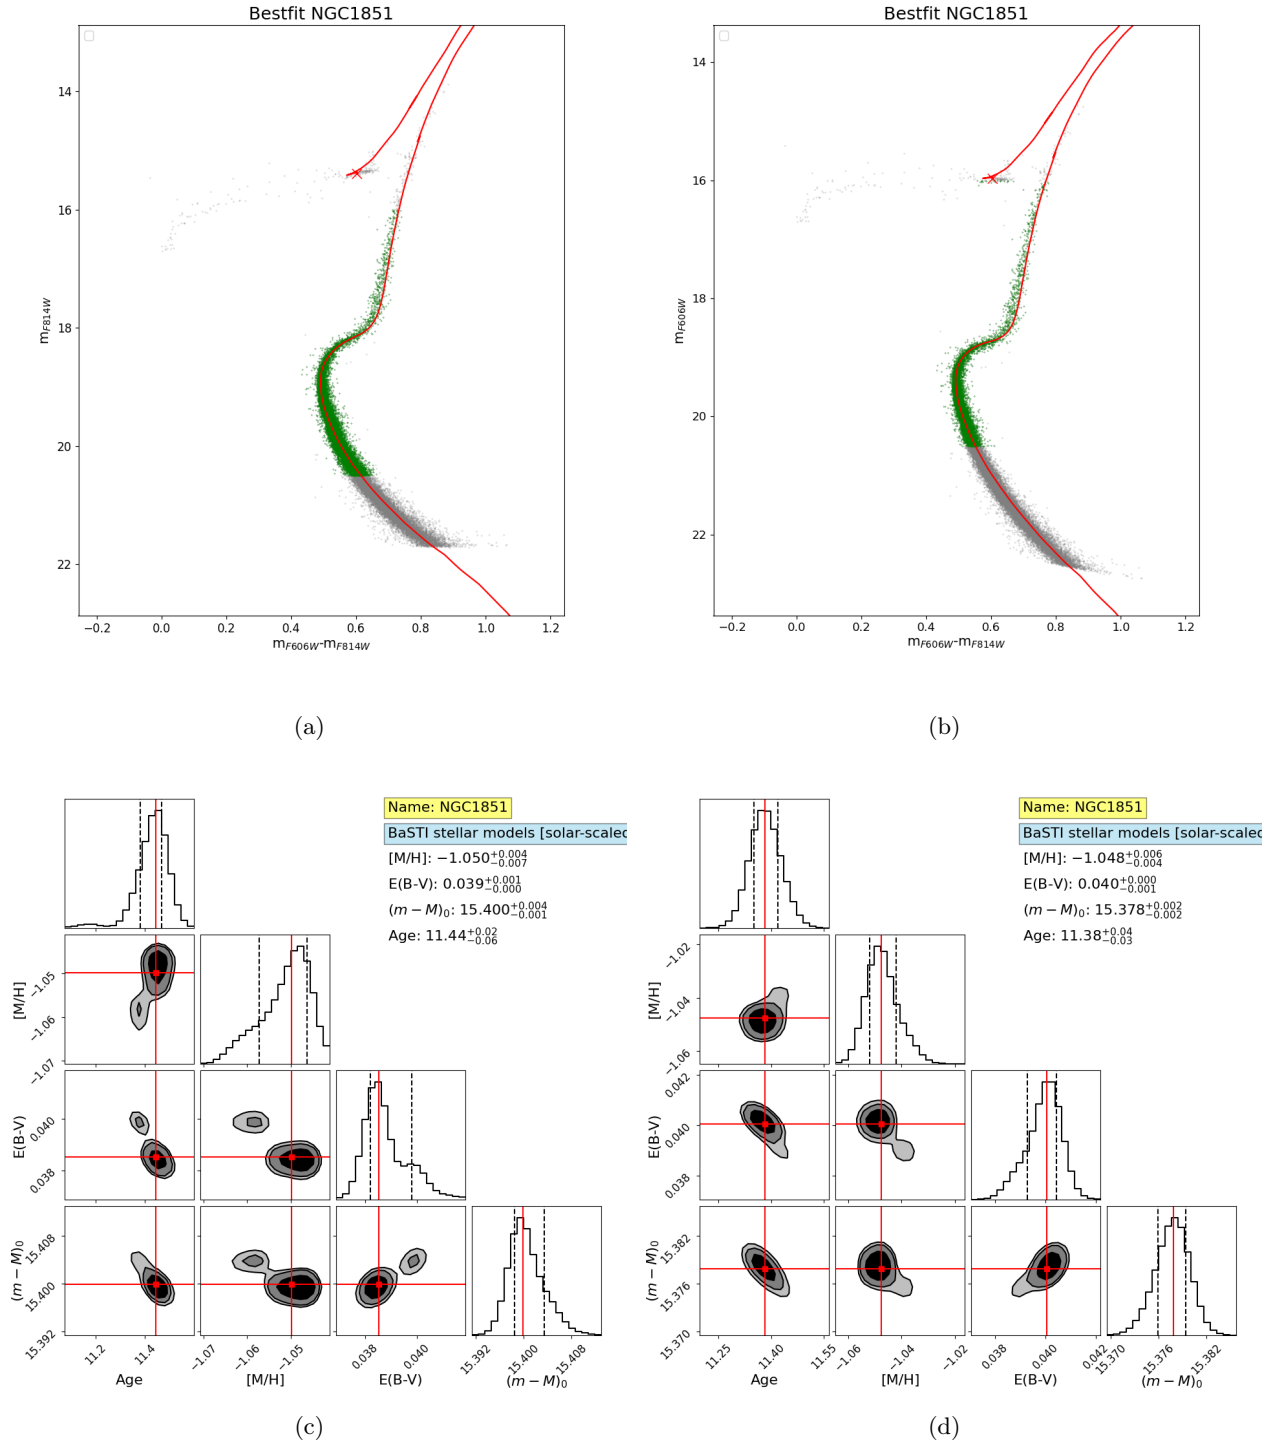 Bestfit NGC1851
14
16
18
20
22
m_F814W
−0.2 0.0 0.2 0.4 0.6 0.8 1.0 1.2
m_F606W-m_F814W
(a)
Bestfit NGC1851
14
16
18
20
22
m_F606W
−0.2 0.0 0.2 0.4 0.6 0.8 1.0 1.2
m_F606W-m_F814W
(b)
Name: NGC1851
BaSTI stellar models [solar-scaled
[M/H]: −1.050^{+0.004}_{−0.007}
E(B-V): 0.039^{+0.001}_{−0.000}
(m − M)_0: 15.400^{+0.004}_{−0.001}
Age: 11.44^{+0.02}_{−0.06}
[M/H]
−1.05
−1.06
−1.07
E(B-V)
0.040
0.038
(m − M)_0
15.408
15.400
15.392
11.2 11.4
−1.07 −1.06 −1.05
0.038 0.040
15.392 15.400 15.408
Age [M/H] E(B-V) (m − M)_0
(c)
Name: NGC1851
BaSTI stellar models [solar-scaled
[M/H]: −1.048^{+0.006}_{−0.004}
E(B-V): 0.040^{+0.000}_{−0.001}
(m − M)_0: 15.378^{+0.002}_{−0.002}
Age: 11.38^{+0.04}_{−0.03}
[M/H]
−1.02
−1.04
−1.06
E(B-V)
0.042
0.040
0.038
(m − M)_0
15.382
15.376
15.370
11.25 11.40 11.55
−1.06 −1.04 −1.02
0.038 0.040 0.042
15.370 15.376 15.382
Age [M/H] E(B-V) (m − M)_0
(d)